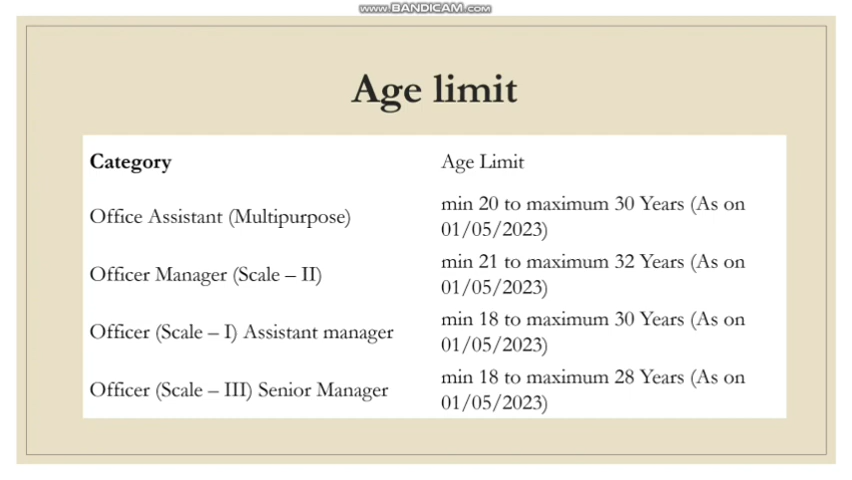 www.BANDICAM.com
Age limit
Category Age Limit
Office Assistant (Multipurpose) min 20 to maximum 30 Years (As on
01/05/2023)
Officer Manager (Scale – II) min 21 to maximum 32 Years (As on
01/05/2023)
Officer (Scale – I) Assistant manager min 18 to maximum 30 Years (As on
01/05/2023)
Officer (Scale – III) Senior Manager min 18 to maximum 28 Years (As on
01/05/2023)